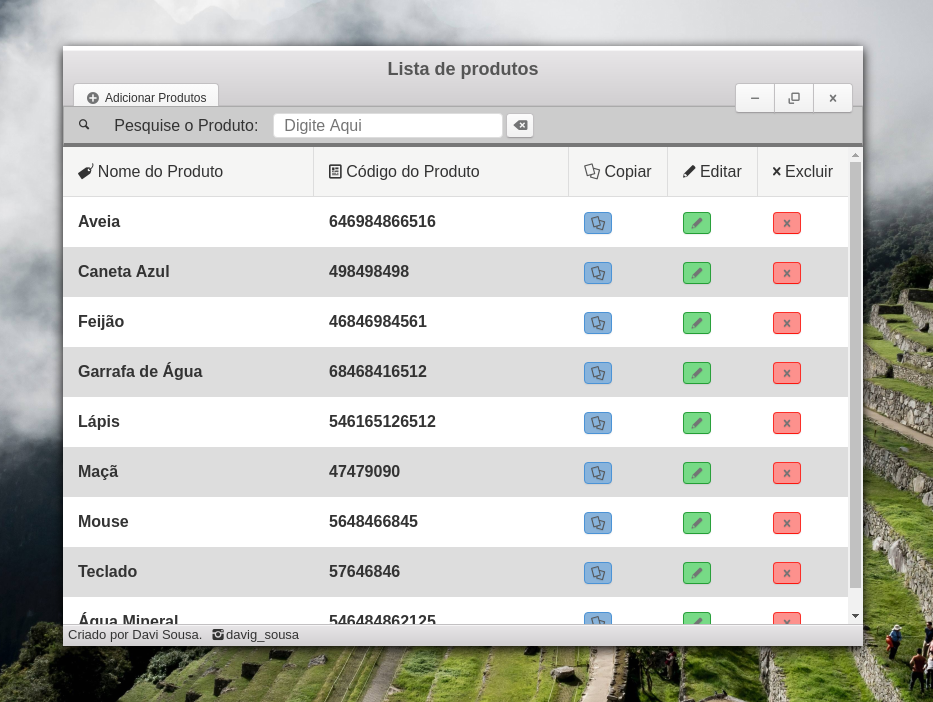 Lista de produtos
Adicionar Produtos
Pesquise o Produto: Digite Aqui
Nome do Produto Código do Produto Copiar Editar Excluir
Aveia 646984866516
Caneta Azul 498498498
Feijão 46846984561
Garrafa de Água 68468416512
Lápis 546165126512
Maçã 47479090
Mouse 5648466845
Teclado 57646846
Água Mineral 546484862125
Criado por Davi Sousa. davig_sousa